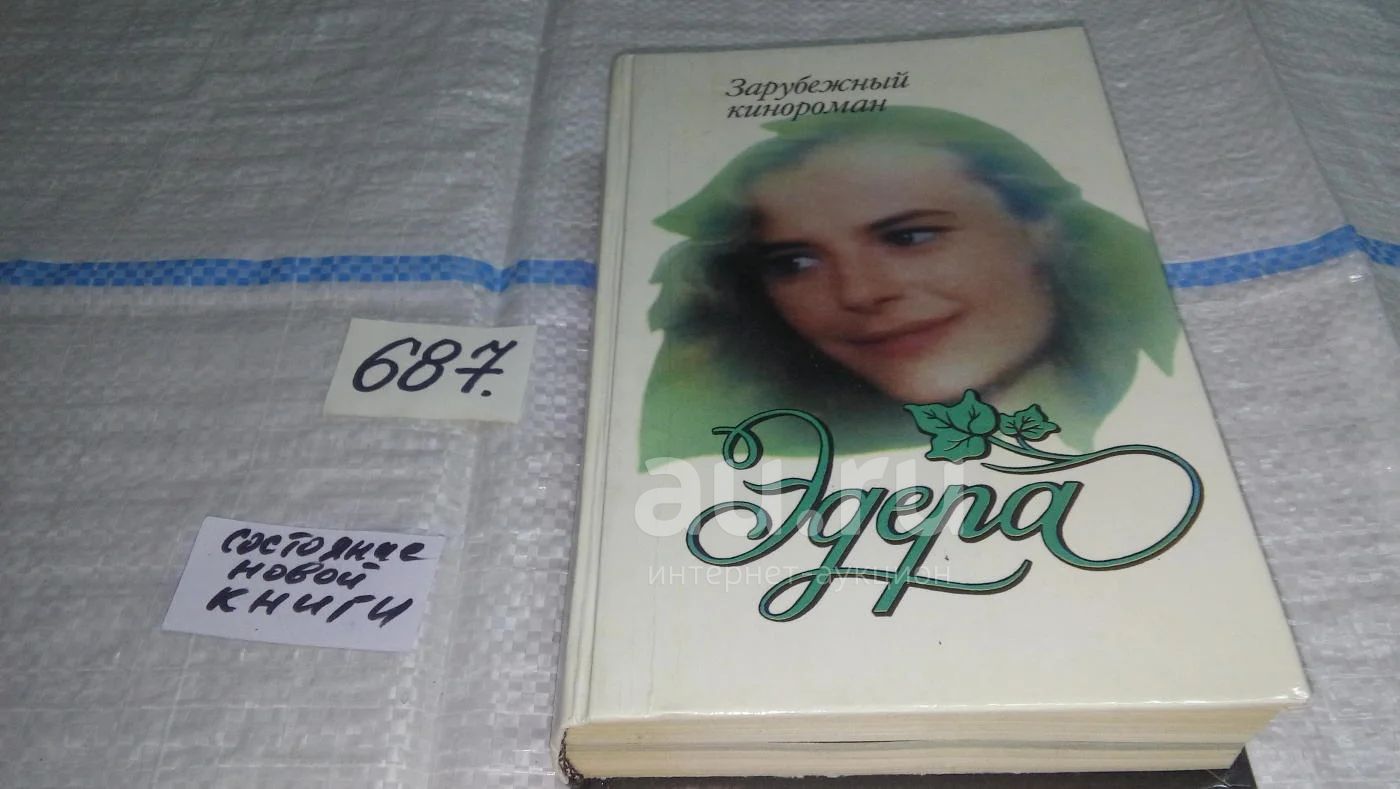 Зарубежный
кинороман
687.
Эдера
au.ru
интернет аукцион
состояние
новой
книги